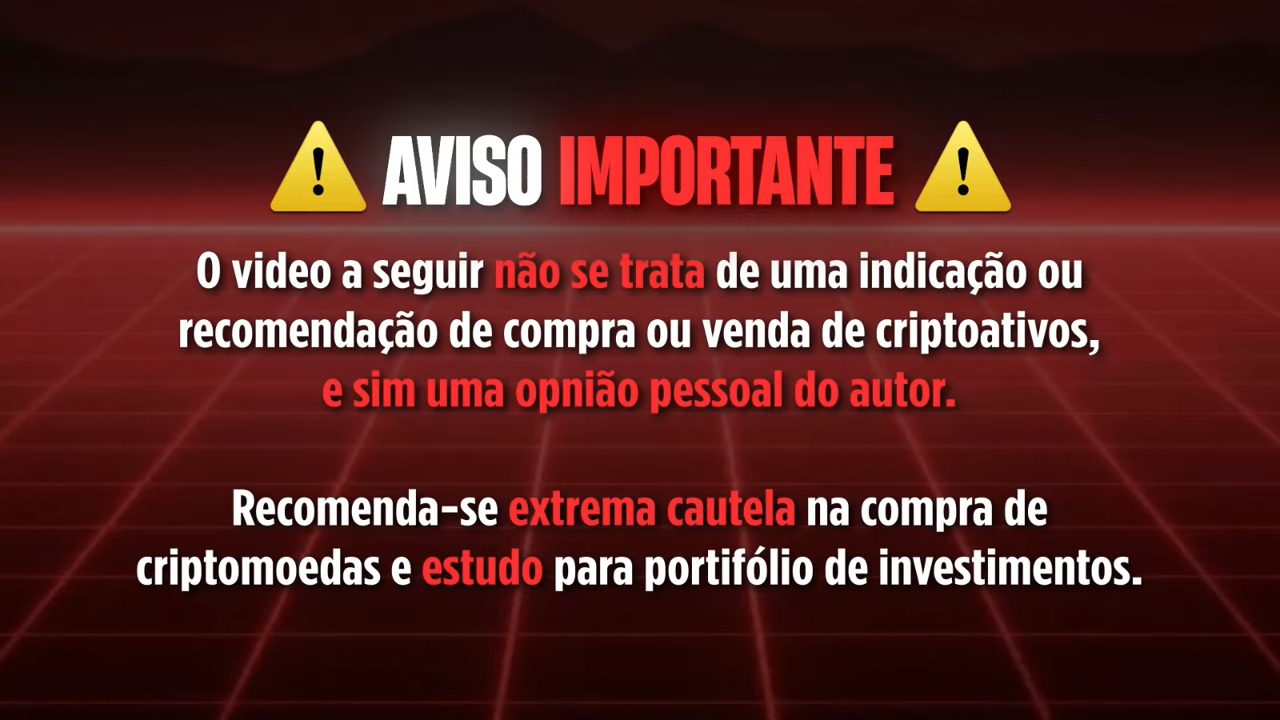 AVISO IMPORTANTE
O video a seguir não se trata de uma indicação ou
recomendação de compra ou venda de criptoativos,
e sim uma opnião pessoal do autor.
Recomenda-se extrema cautela na compra de
criptomoedas e estudo para portifólio de investimentos.